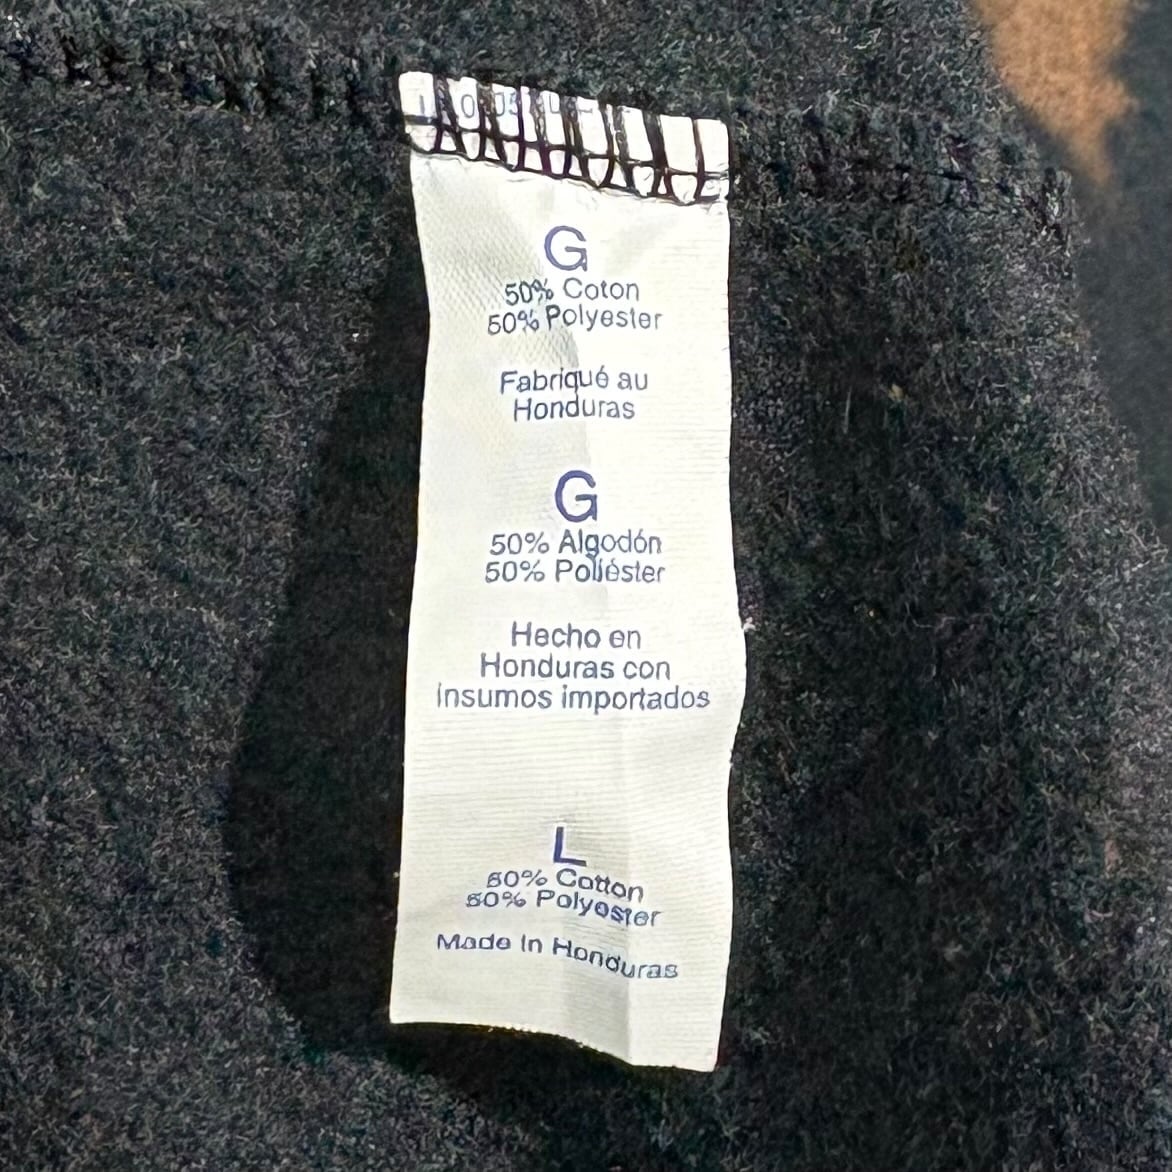 G
50% Coton
50% Polyester
Fabriqué au
Honduras
G
50% Algodón
50% Poliéster
Hecho en
Honduras con
insumos importados
L
50% Cotton
50% Polyester
Made in Honduras